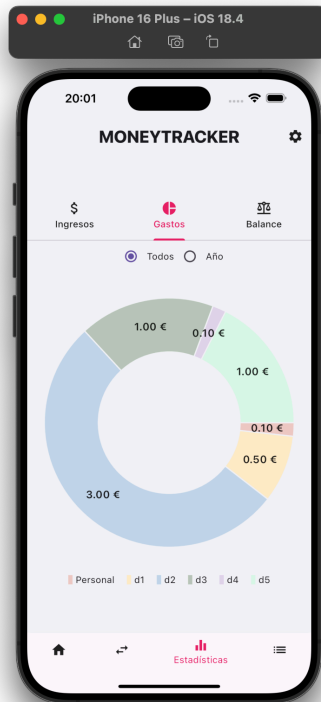 iPhone 16 Plus – iOS 18.4
20:01
MONEYTRACKER
Ingresos
Gastos
Balance
Todos
Año
1.00 €
0.10 €
1.00 €
0.10 €
0.50 €
3.00 €
Personal d1 d2 d3 d4 d5
Estadísticas